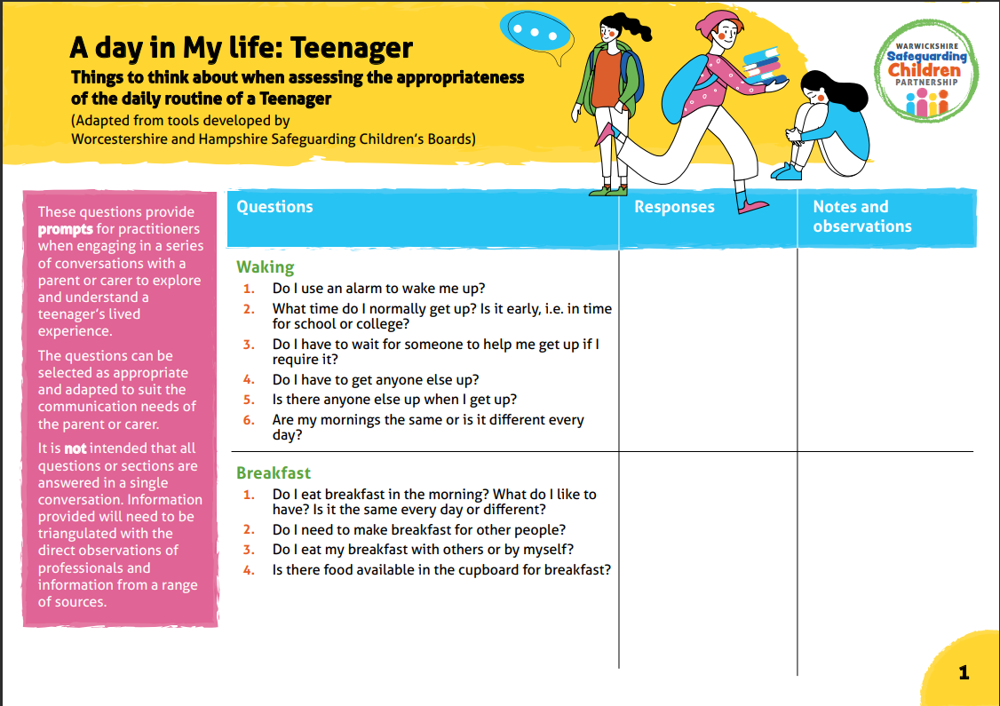 A day in My life: Teenager
Things to think about when assessing the appropriateness
of the daily routine of a Teenager
(Adapted from tools developed by
Worcestershire and Hampshire Safeguarding Children's Boards)
WARWICKSHIRE
Safeguarding
Children
PARTNERSHIP
These questions provide
prompts for practitioners
when engaging in a series
of conversations with a
parent or carer to explore
and understand a
teenager's lived
experience.
The questions can be
selected as appropriate
and adapted to suit the
communication needs of
the parent or carer.
It is not intended that all
questions or sections are
answered in a single
conversation. Information
provided will need to be
triangulated with the
direct observations of
professionals and
information from a range
of sources.
Questions
Responses
Notes and
observations
Waking
1. Do I use an alarm to wake me up?
2. What time do I normally get up? Is it early, i.e. in time
for school or college?
3. Do I have to wait for someone to help me get up if I
require it?
4. Do I have to get anyone else up?
5. Is there anyone else up when I get up?
6. Are my mornings the same or is it different every
day?
Breakfast
1. Do I eat breakfast in the morning? What do I like to
have? Is it the same every day or different?
2. Do I need to make breakfast for other people?
3. Do I eat my breakfast with others or by myself?
4. Is there food available in the cupboard for breakfast?
1